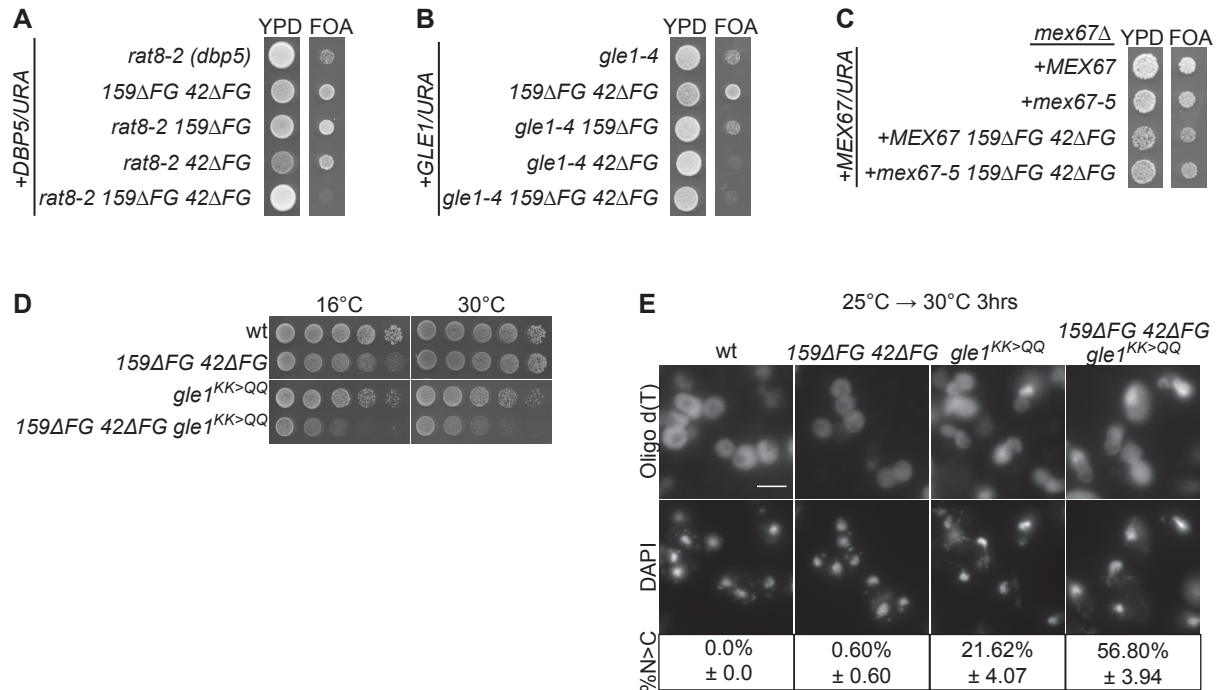 A
YPD FOA
+DBP5/URA
rat8-2 (dbp5)
159ΔFG 42ΔFG
rat8-2 159ΔFG
rat8-2 42ΔFG
rat8-2 159ΔFG 42ΔFG
B
YPD FOA
+GLE1/URA
gle1-4
159ΔFG 42ΔFG
gle1-4 159ΔFG
gle1-4 42ΔFG
gle1-4 159ΔFG 42ΔFG
C
mex67Δ YPD FOA
+MEX67/URA
+MEX67
+mex67-5
+MEX67 159ΔFG 42ΔFG
+mex67-5 159ΔFG 42ΔFG
D
16°C 30°C
wt
159ΔFG 42ΔFG
gle1KK>QQ
159ΔFG 42ΔFG gle1KK>QQ
E
25°C → 30°C 3hrs
wt 159ΔFG 42ΔFG gle1KK>QQ 159ΔFG 42ΔFG
gle1KK>QQ
Oligo d(T)
DAPI
%N>C
0.0% 0.60% 21.62% 56.80%
± 0.0 ± 0.60 ± 4.07 ± 3.94